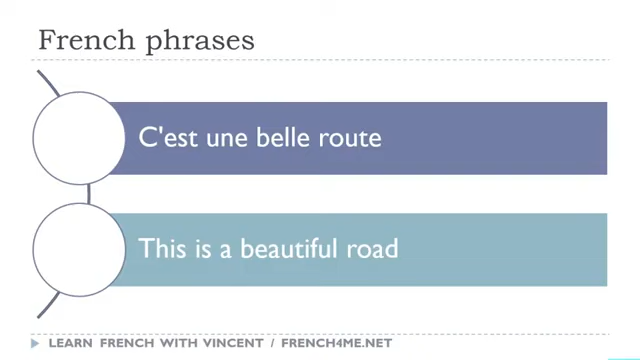 French phrases
C'est une belle route
This is a beautiful road
LEARN FRENCH WITH VINCENT / FRENCH4ME.NET